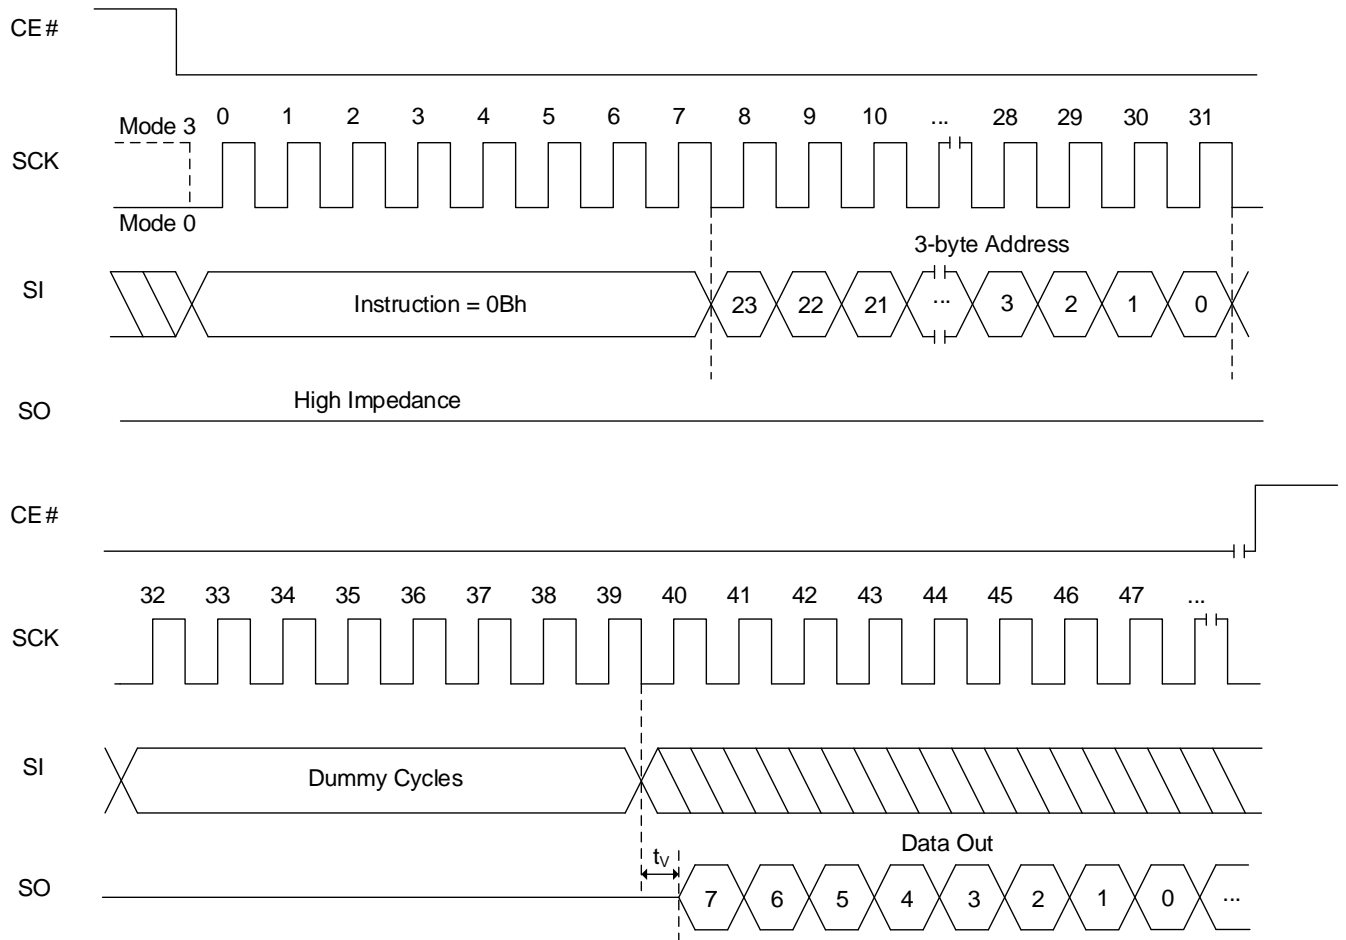 CE#
Mode 3 0 1 2 3 4 5 6 7 8 9 10 ... 28 29 30 31
SCK
Mode 0
3-byte Address
SI Instruction = 0Bh 23 22 21 ... 3 2 1 0
High Impedance
SO
CE#
32 33 34 35 36 37 38 39 40 41 42 43 44 45 46 47 ...
SCK
SI Dummy Cycles
Data Out
tV
SO 7 6 5 4 3 2 1 0 ...